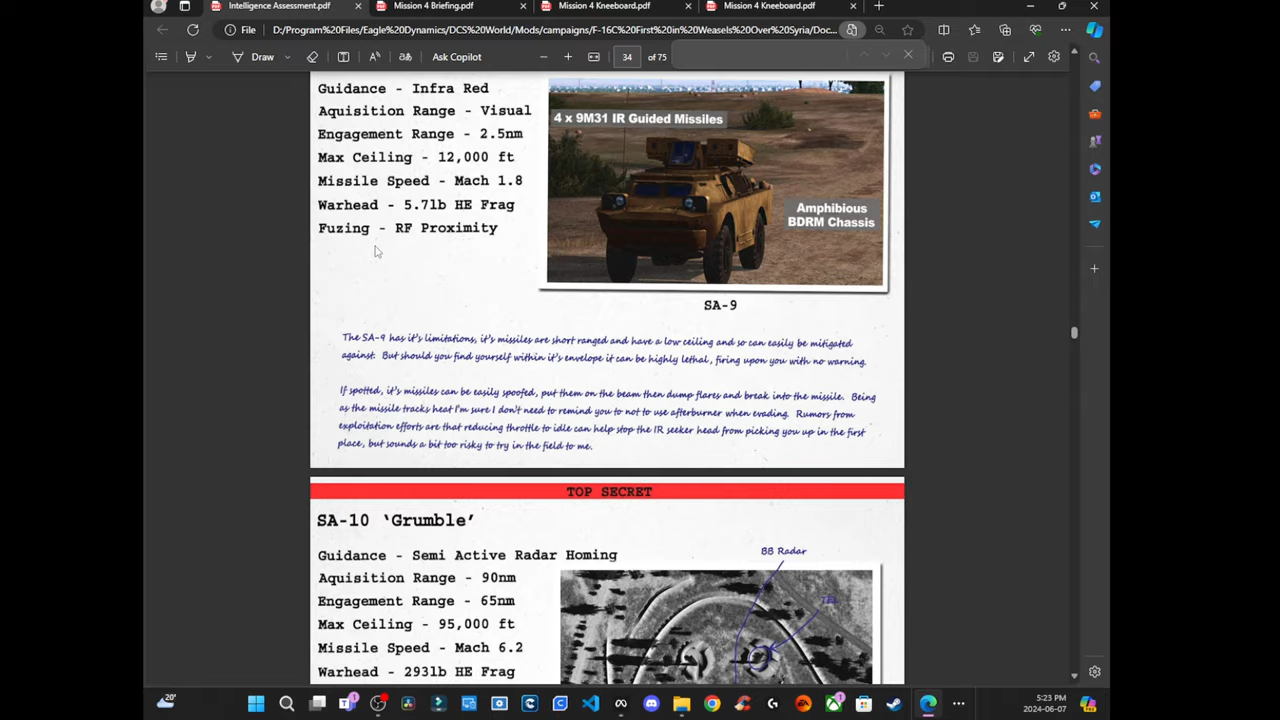 Intelligence Assessment.pdf
Mission 4 Briefing.pdf
Mission 4 Kneeboard.pdf
Mission 4 Kneeboard.pdf
File
D:/Program%20Files/Eagle%20Dynamics/DCS%20World/Mods/campaigns/F-16C%20First%20in%20Weasels%20Over%20Syria/Doc...
Draw
Ask Copilot
34 of 75
Guidance - Infra Red
Aquisition Range - Visual
Engagement Range - 2.5nm
Max Ceiling - 12,000 ft
Missile Speed - Mach 1.8
Warhead - 5.7lb HE Frag
Fuzing - RF Proximity
4 x 9M31 IR Guided Missiles
Amphibious
BDRM Chassis
SA-9
The SA-9 has it's limitations, it's missiles are short ranged and have a low ceiling and so can easily be mitigated
against. But should you find yourself within it's envelope it can be highly lethal, firing upon you with no warning.
If spotted, it's missiles can be easily spoofed, put them on the beam then dump flares and break into the missile. Being
as the missile tracks heat I'm sure I don't need to remind you to not to use afterburner when evading. Rumors from
exploitation efforts are that reducing throttle to idle can help stop the IR seeker head from picking you up in the first
place, but sounds a bit too risky to try in the field to me.
TOP SECRET
SA-10 'Grumble'
Guidance - Semi Active Radar Homing
Aquisition Range - 90nm
Engagement Range - 65nm
Max Ceiling - 95,000 ft
Missile Speed - Mach 6.2
Warhead - 293lb HE Frag
BB Radar
TEL
20°
5:23 PM
2024-06-07